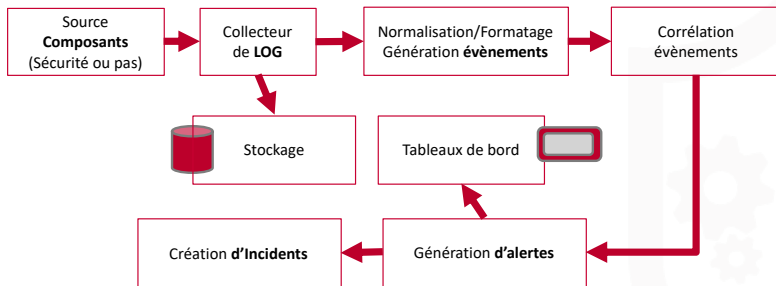 Source
Composants
(Sécurité ou pas)
Collecteur
de LOG
Normalisation/Formatage
Génération évènements
Corrélation
évènements
Stockage
Tableaux de bord
Création d'Incidents
Génération d'alertes